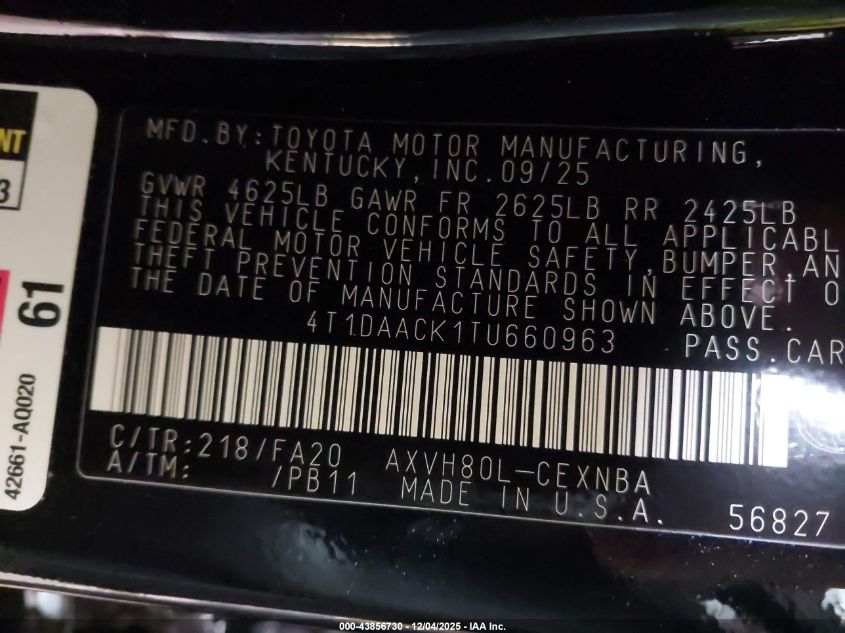 NT
3
61
42661-AQ020
MFD.BY:TOYOTA MOTOR MANUFACTURING,
KENTUCKY,INC.09/25
GVWR 4625LB GAWR FR 2625LB RR 2425LB
THIS VEHICLE CONFORMS TO ALL APPLICABL
FEDERAL MOTOR VEHICLE SAFETY,BUMPER,AN
THEFT PREVENTION STANDARDS IN EFFECT O
THE DATE OF MANUFACTURE SHOWN ABOVE.
4T1DAACK1TU660963 PASS.CAR
C/TR:218/FA20 AXVH80L-CEXNBA
A/TM: /PB11 MADE IN U.S.A. 56827
000-43856730 - 12/04/2025 - IAA Inc.